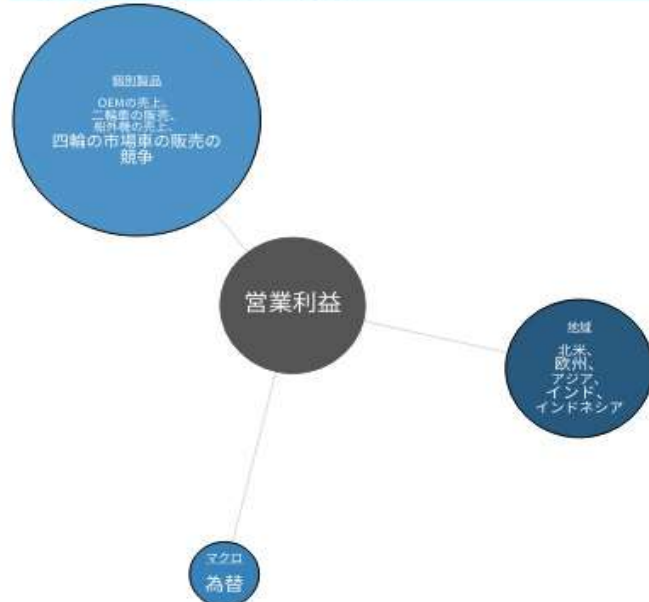 個別製品
OEMの売上、
二輪車の販売、
船外機の売上、
四輪の市場車の販売の
競争
営業利益
地域
北米、
欧州、
アジア、
インド、
インドネシア
マクロ
為替